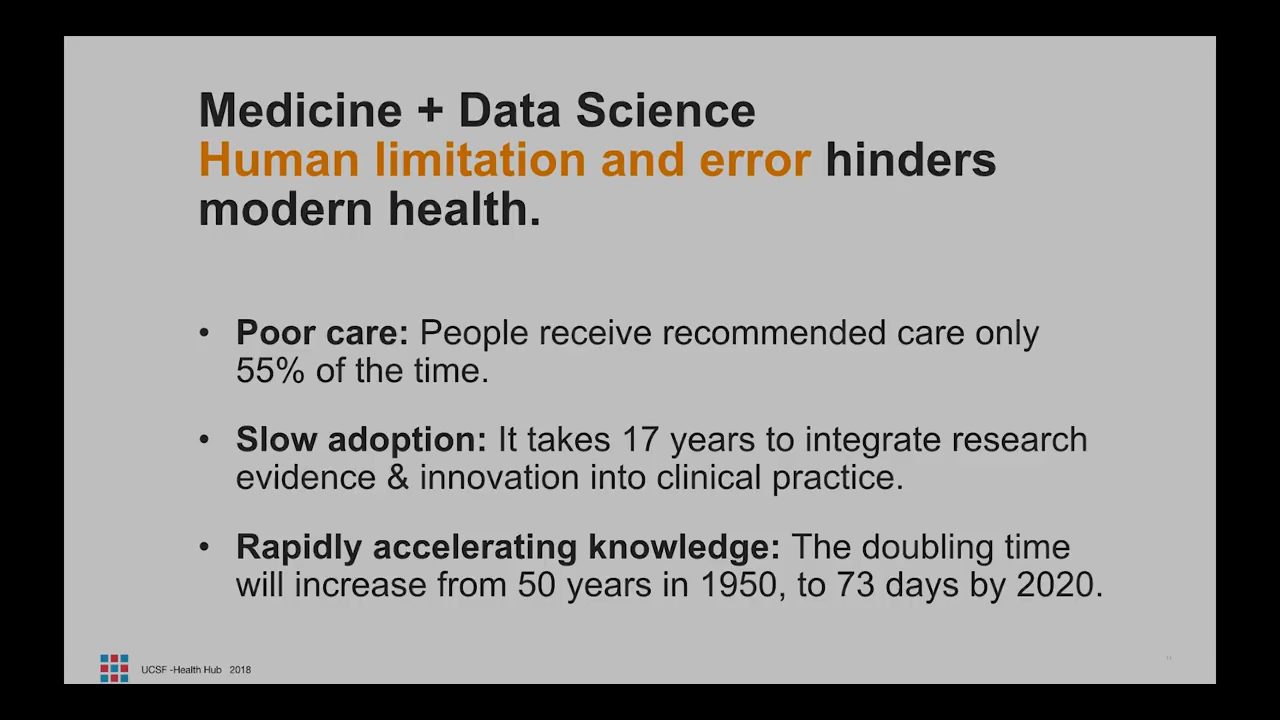 Medicine + Data Science
Human limitation and error hinders
modern health.
• Poor care: People receive recommended care only
55% of the time.
• Slow adoption: It takes 17 years to integrate research
evidence & innovation into clinical practice.
• Rapidly accelerating knowledge: The doubling time
will increase from 50 years in 1950, to 73 days by 2020.
UCSF -Health Hub 2018